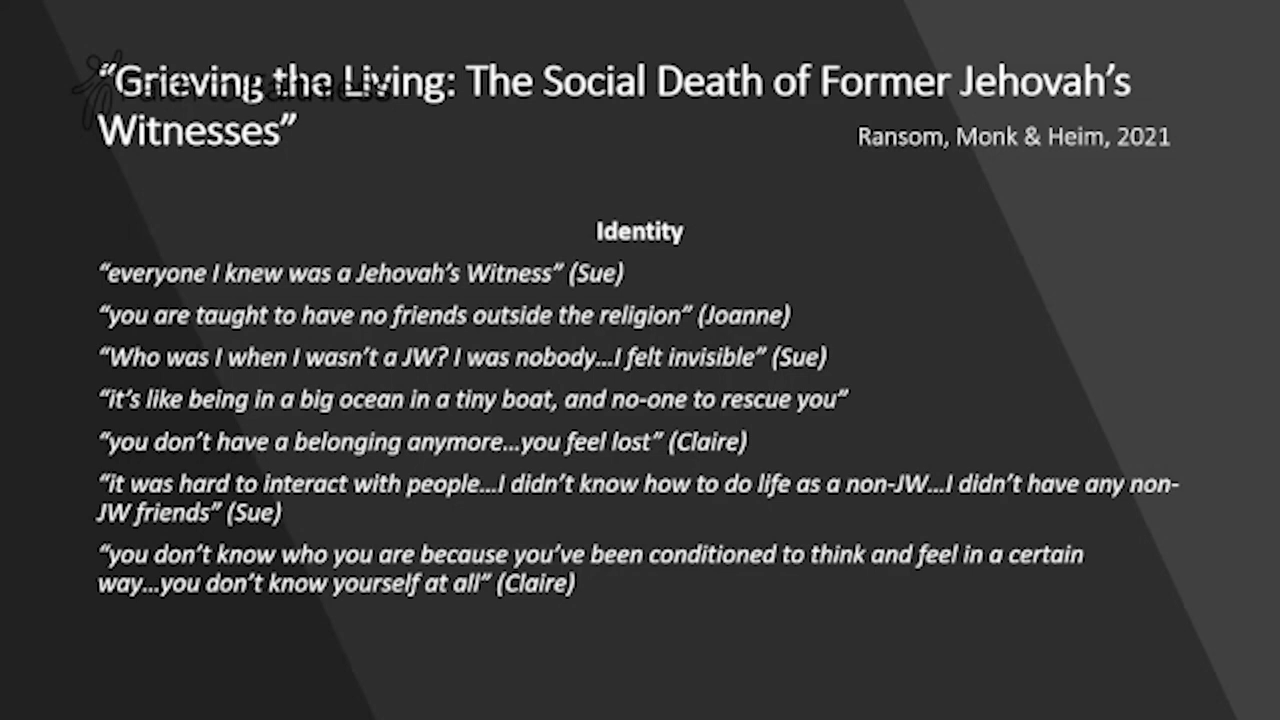 “Grieving the Living: The Social Death of Former Jehovah’s
Witnesses”
Ransom, Monk & Heim, 2021
Identity
“everyone I knew was a Jehovah’s Witness” (Sue)
“you are taught to have no friends outside the religion” (Joanne)
“Who was I when I wasn’t a JW? I was nobody...I felt invisible” (Sue)
“it’s like being in a big ocean in a tiny boat, and no-one to rescue you”
“you don’t have a belonging anymore...you feel lost” (Claire)
“it was hard to interact with people...I didn’t know how to do life as a non-JW...I didn’t have any non-
JW friends” (Sue)
“you don’t know who you are because you’ve been conditioned to think and feel in a certain
way...you don’t know yourself at all” (Claire)